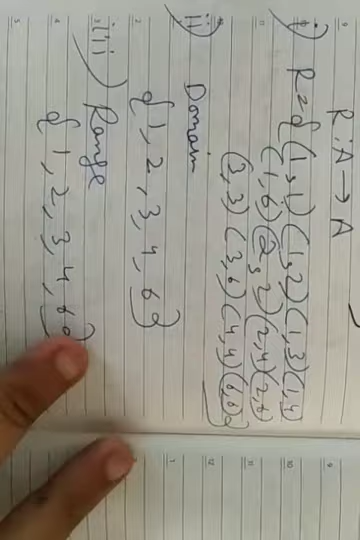 R: A → A
i) R = { (1,1) (1,2) (1,3) (1,4)
(1,6) (2,2) (2,4) (2,6)
(3,3) (3,6) (4,4) (6,6) }
ii) Domain
{ 1, 2, 3, 4, 6 }
iii) Range
{ 1, 2, 3, 4, 6 }